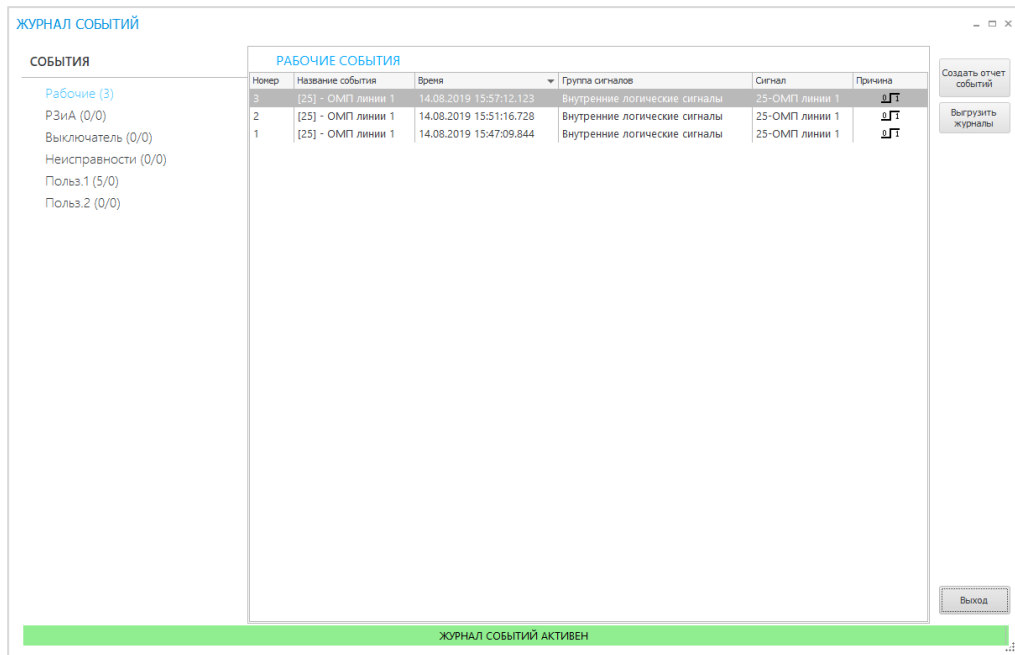 ЖУРНАЛ СОБЫТИЙ
СОБЫТИЯ
Рабочие (3)
РЗиА (0/0)
Выключатель (0/0)
Неисправности (0/0)
Польз.1 (5/0)
Польз.2 (0/0)
РАБОЧИЕ СОБЫТИЯ
Номер Название события Время Группа сигналов Сигнал Причина
3 [25] - ОМП линии 1 14.08.2019 15:57:12.123 Внутренние логические сигналы 25-ОМП линии 1 0 1
2 [25] - ОМП линии 1 14.08.2019 15:51:16.728 Внутренние логические сигналы 25-ОМП линии 1 0 1
1 [25] - ОМП линии 1 14.08.2019 15:47:09.844 Внутренние логические сигналы 25-ОМП линии 1 0 1
Создать отчет
событий
Выгрузить
журналы
Выход
ЖУРНАЛ СОБЫТИЙ АКТИВЕН